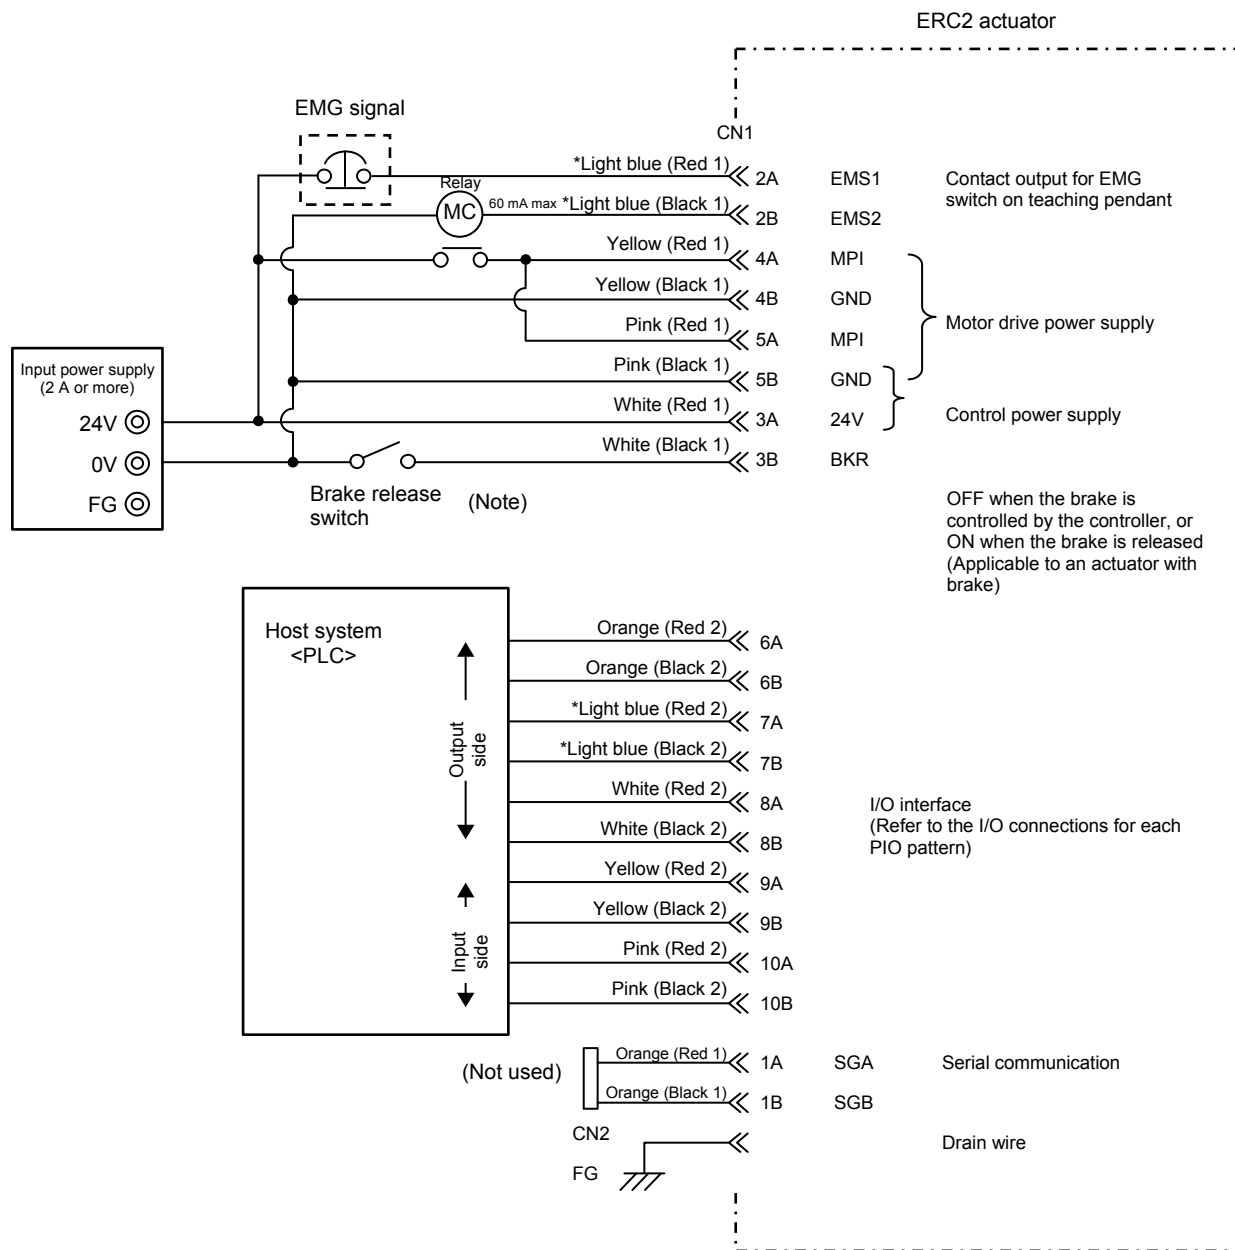 ERC2 actuator
EMG signal
CN1
*Light blue (Red 1)
2A
EMS1
Contact output for EMG
switch on teaching pendant
Relay
MC
60 mA max
*Light blue (Black 1)
2B
EMS2
Yellow (Red 1)
4A
MPI
Yellow (Black 1)
4B
GND
Motor drive power supply
Pink (Red 1)
5A
MPI
Input power supply
(2 A or more)
24V
0V
FG
Pink (Black 1)
5B
GND
Control power supply
White (Red 1)
3A
24V
White (Black 1)
3B
BKR
Brake release
switch
(Note)
OFF when the brake is
controlled by the controller, or
ON when the brake is released
(Applicable to an actuator with
brake)
Host system
<PLC>
Output
side
Input
side
Orange (Red 2)
6A
Orange (Black 2)
6B
*Light blue (Red 2)
7A
*Light blue (Black 2)
7B
White (Red 2)
8A
White (Black 2)
8B
I/O interface
(Refer to the I/O connections for each
PIO pattern)
Yellow (Red 2)
9A
Yellow (Black 2)
9B
Pink (Red 2)
10A
Pink (Black 2)
10B
(Not used)
Orange (Red 1)
1A
SGA
Serial communication
Orange (Black 1)
1B
SGB
CN2
FG
Drain wire